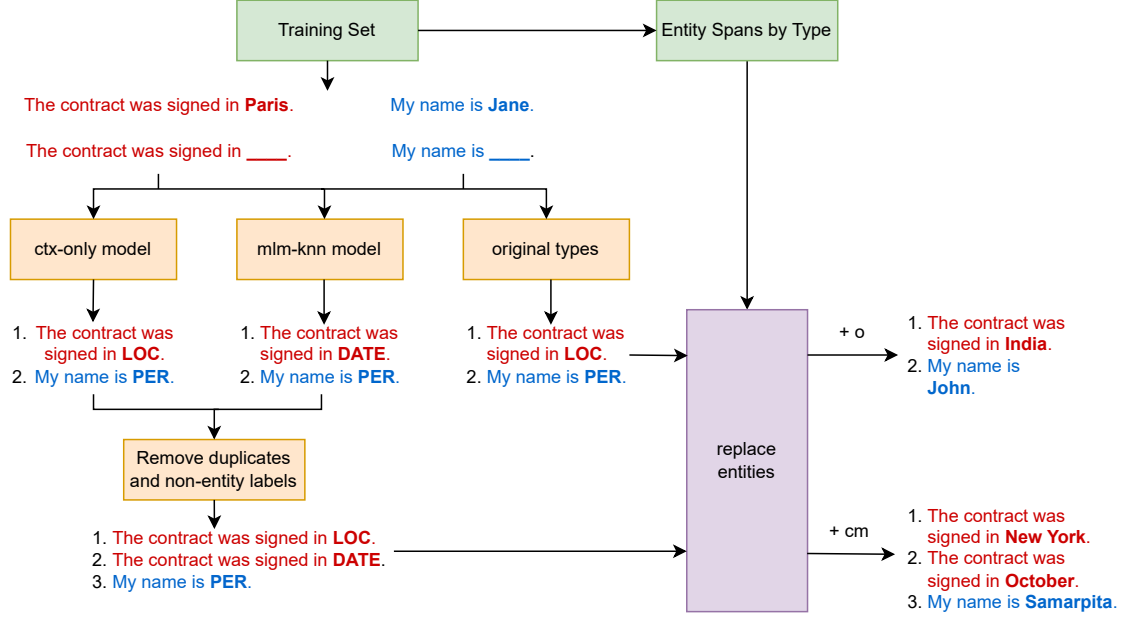 Training Set
Entity Spans by Type
The contract was signed in Paris.
My name is Jane.
The contract was signed in ____.
My name is ____.
ctx-only model
mlm-knn model
original types
1. The contract was
signed in LOC.
2. My name is PER.
1. The contract was
signed in DATE.
2. My name is PER.
1. The contract was
signed in LOC.
2. My name is PER.
+ o
1. The contract was
signed in India.
2. My name is
John.
replace
entities
Remove duplicates
and non-entity labels
1. The contract was signed in LOC.
2. The contract was signed in DATE.
3. My name is PER.
+ cm
1. The contract was
signed in New York.
2. The contract was
signed in October.
3. My name is Samarpita.